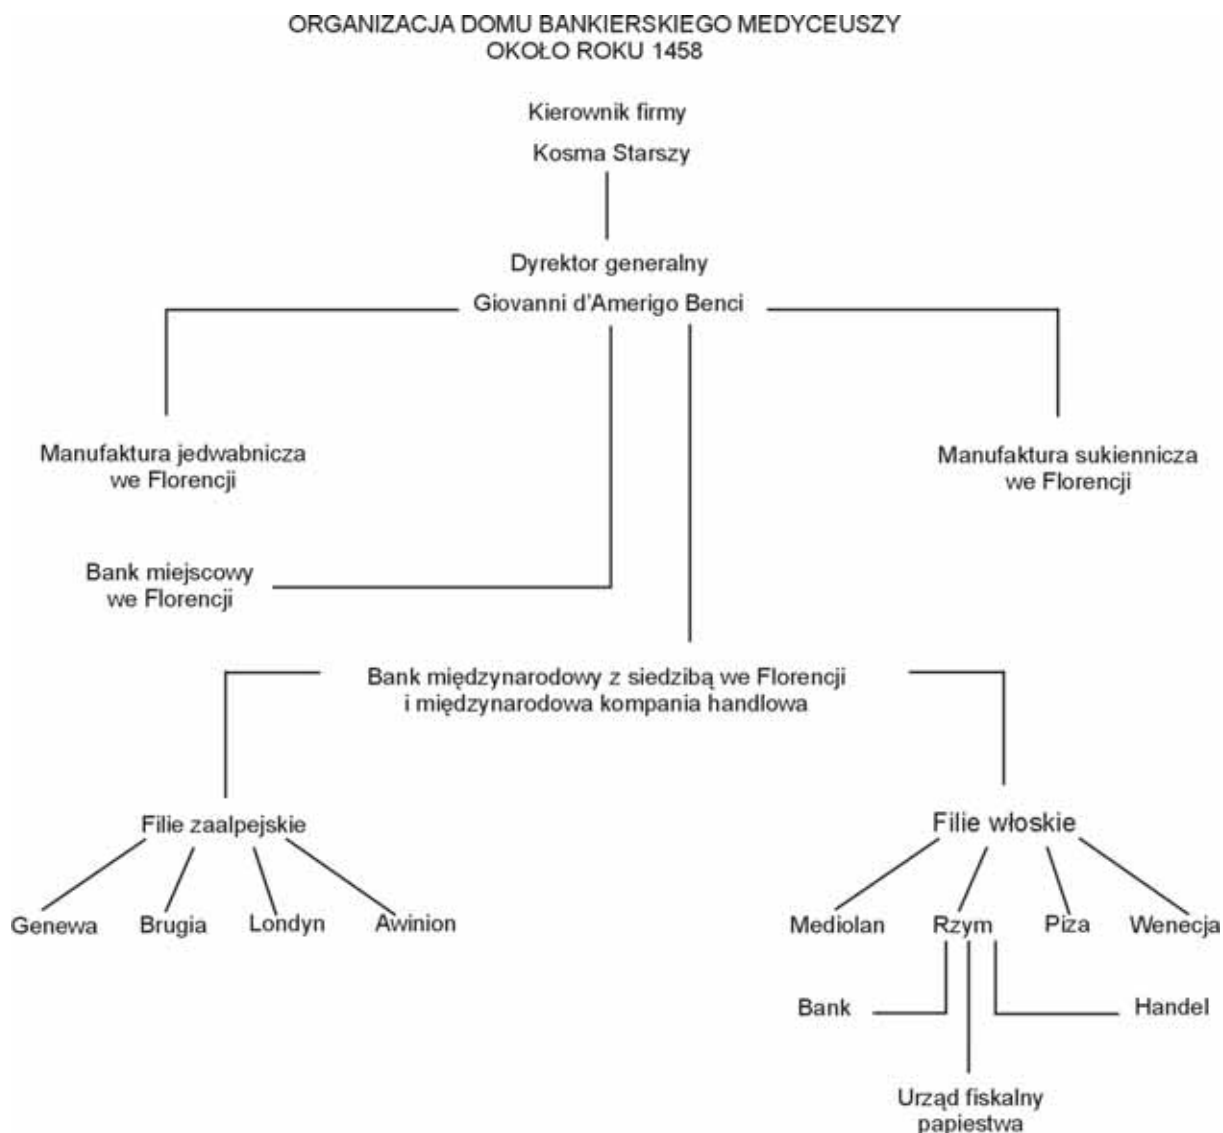 ORGANIZACJA DOMU BANKIERSKIEGO MEDYCEUSZY
OKOŁO ROKU 1458
Kierownik firmy
Kosma Starszy
Dyrektor generalny
Giovanni d'Amerigo Benci
Manufaktura jedwabnicza
we Florencji
Manufaktura sukiennicza
we Florencji
Bank miejscowy
we Florencji
Bank międzynarodowy z siedzibą we Florencji
i międzynarodowa kompania handlowa
Filie zaalpejskie
Filie włoskie
Genewa
Brugia
Londyn
Awinion
Mediolan
Rzym
Piza
Wenecja
Bank
Handel
Urząd fiskalny
papiestwa